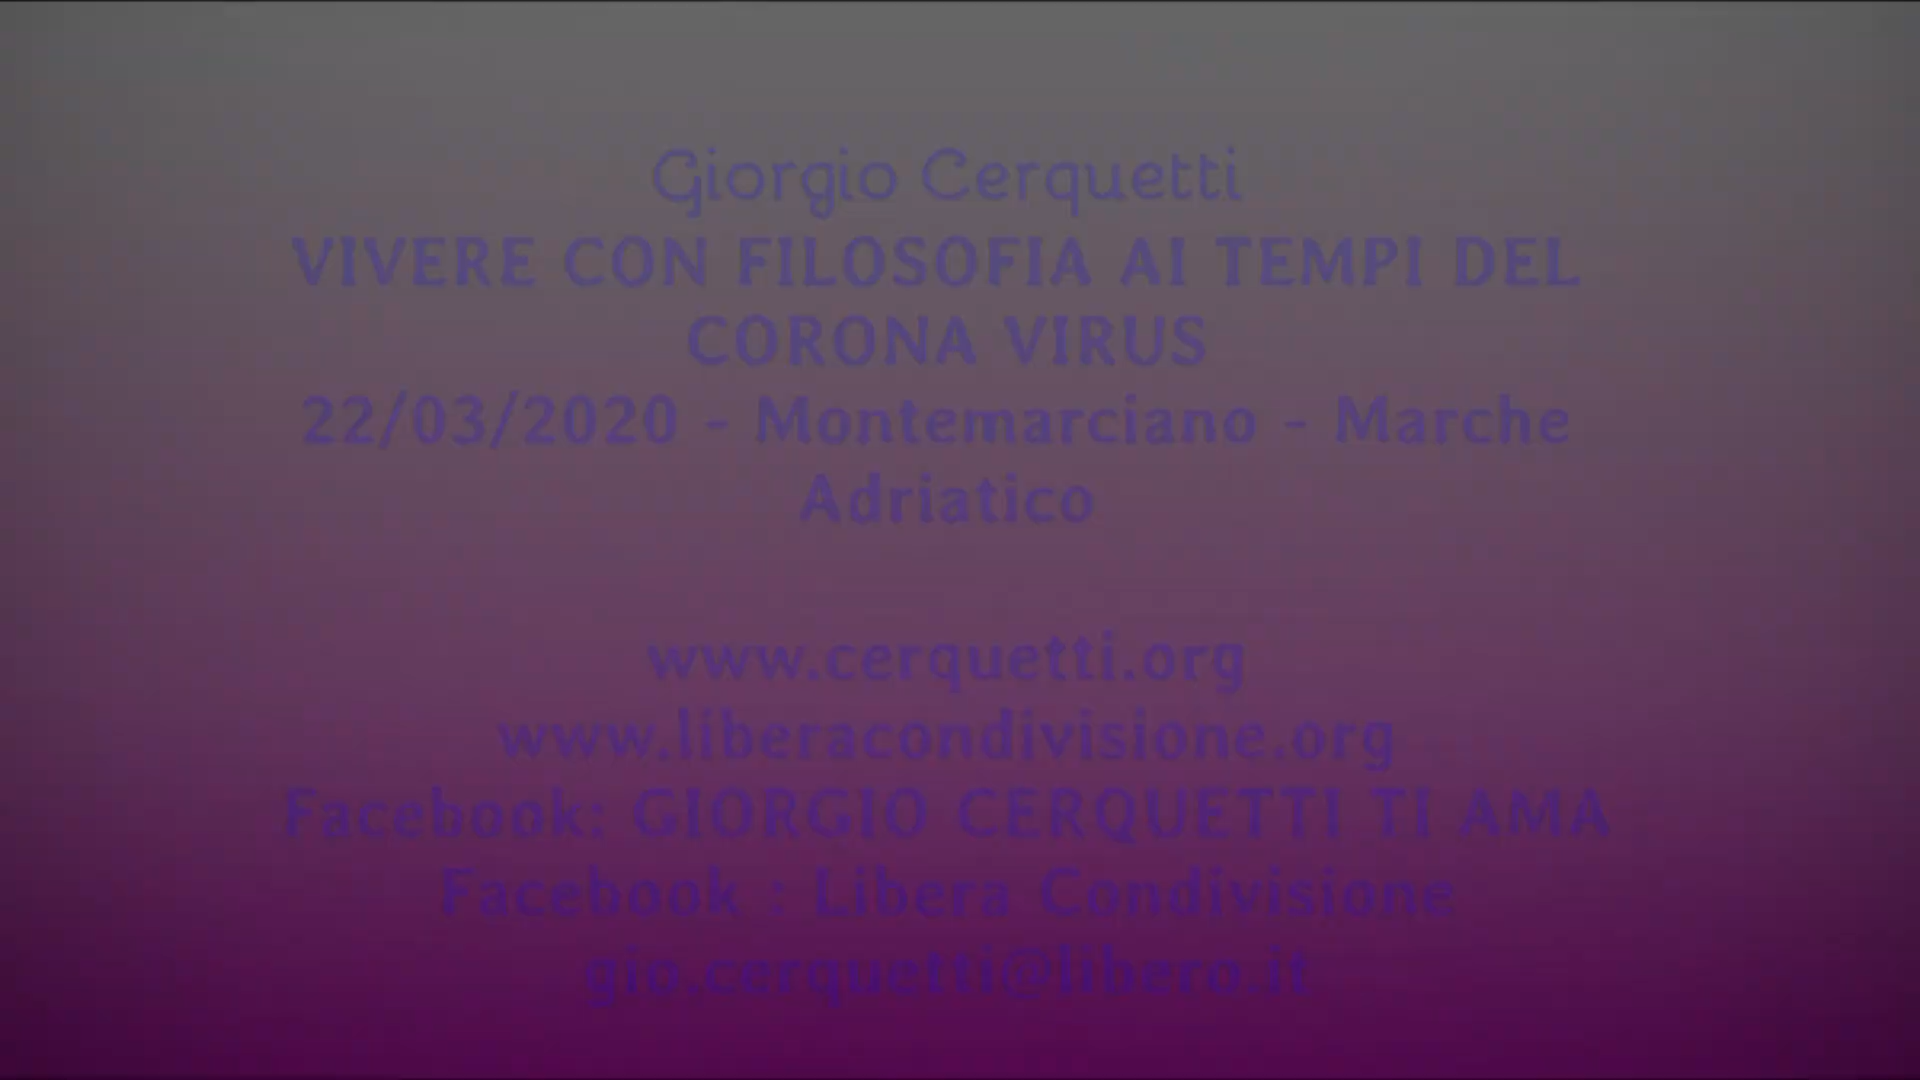 Giorgio Cerquetti
VIVERE CON FILOSOFIA AI TEMPI DEL
CORONA VIRUS
22/03/2020 - Montemarciano - Marche
Adriatico
www.cerquetti.org
www.liberacondivisione.org
Facebook: GIORGIO CERQUETTI TI AMA
Facebook : Libera Condivisione
gio.cerquetti@libero.it